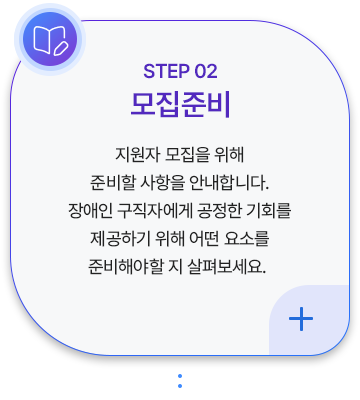 STEP 02
모집준비
지원자 모집을 위해
준비할 사항을 안내합니다.
장애인 구직자에게 공정한 기회를
제공하기 위해 어떤 요소를
준비해야할 지 살펴보세요.